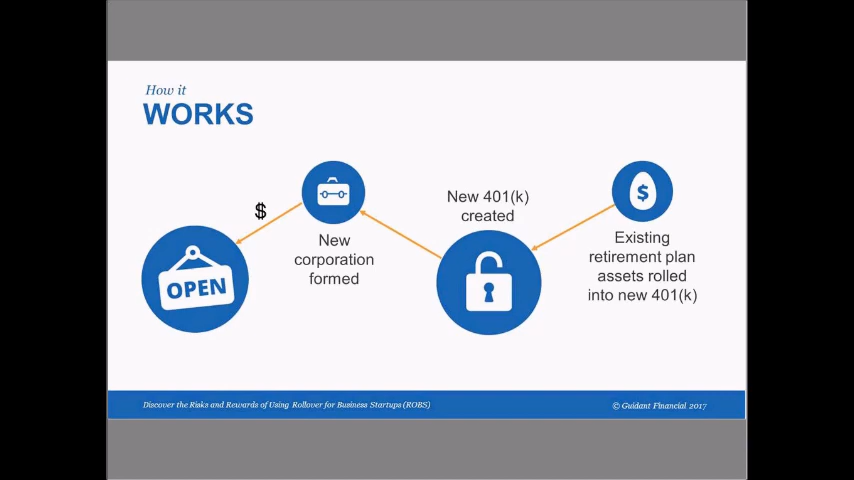 How it
WORKS
$
OPEN
New
corporation
formed
New 401(k)
created
$
Existing
retirement plan
assets rolled
into new 401(k)
Discover the Risks and Rewards of Using Rollover for Business Startups (ROBS)
© Guidant Financial 2017